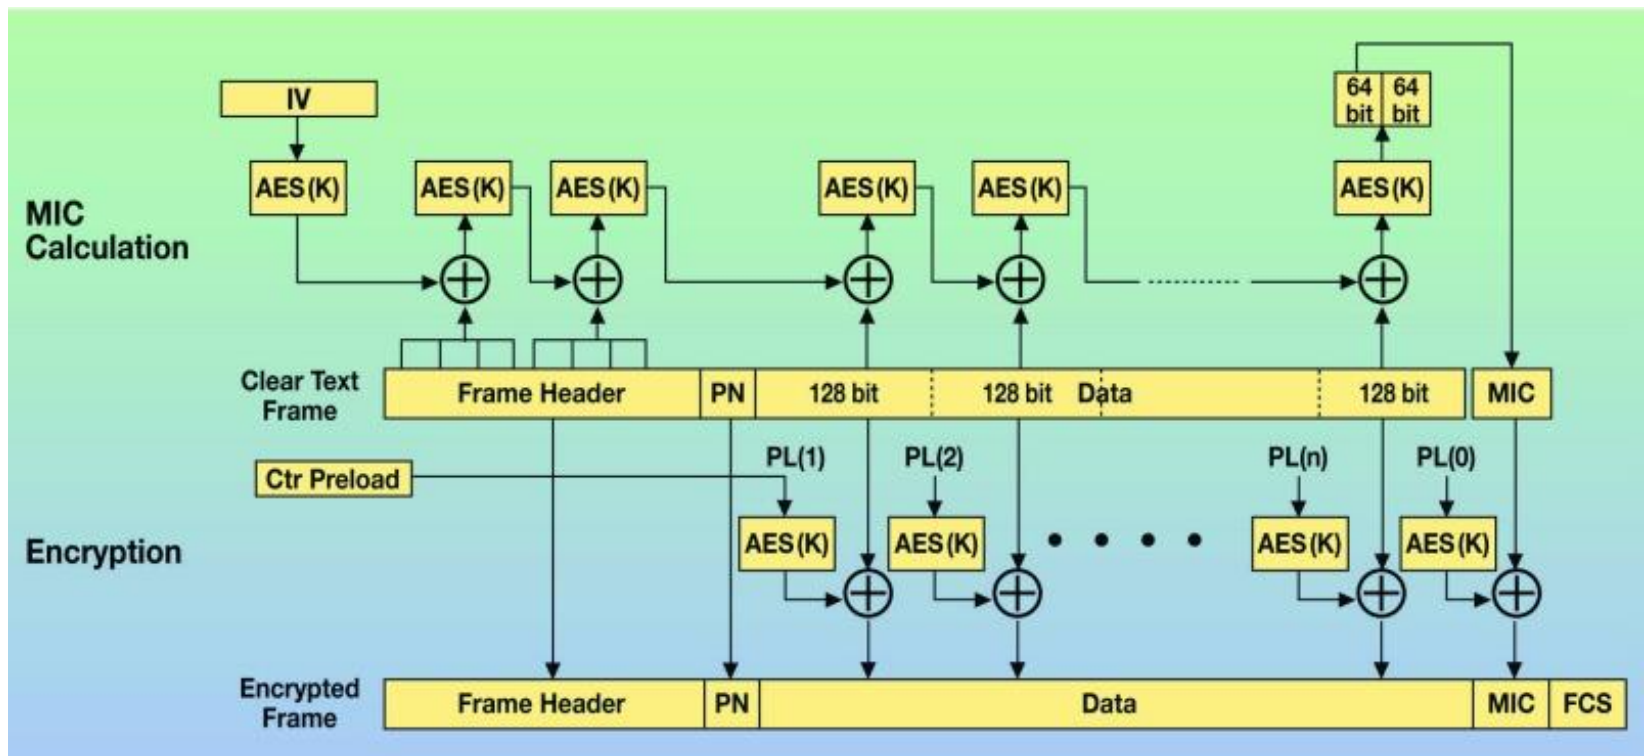 64 64
bit bit
IV
AES(K) AES(K) AES(K) AES(K) AES(K) AES(K)
MIC
Calculation
Clear Text
Frame
Frame Header PN 128 bit 128 bit Data 128 bit MIC
PL(1) PL(2) PL(n) PL(0)
Ctr Preload
AES(K) AES(K) AES(K) AES(K)
Encryption
Encrypted
Frame
Frame Header PN Data MIC FCS